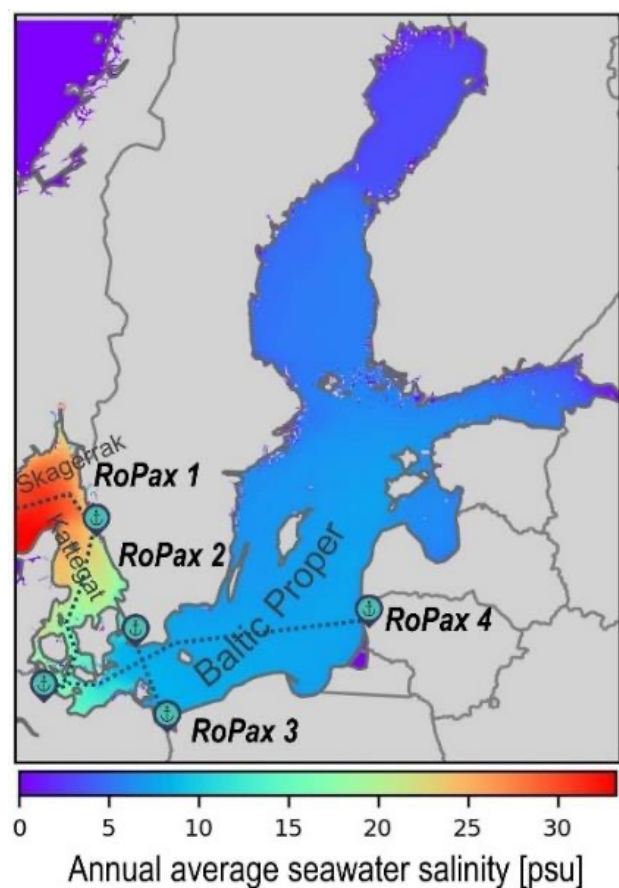 Skagerrak
RoPax 1
Kattegat
RoPax 2
Baltic Proper
RoPax 4
RoPax 3
0 5 10 15 20 25 30
Annual average seawater salinity [psu]